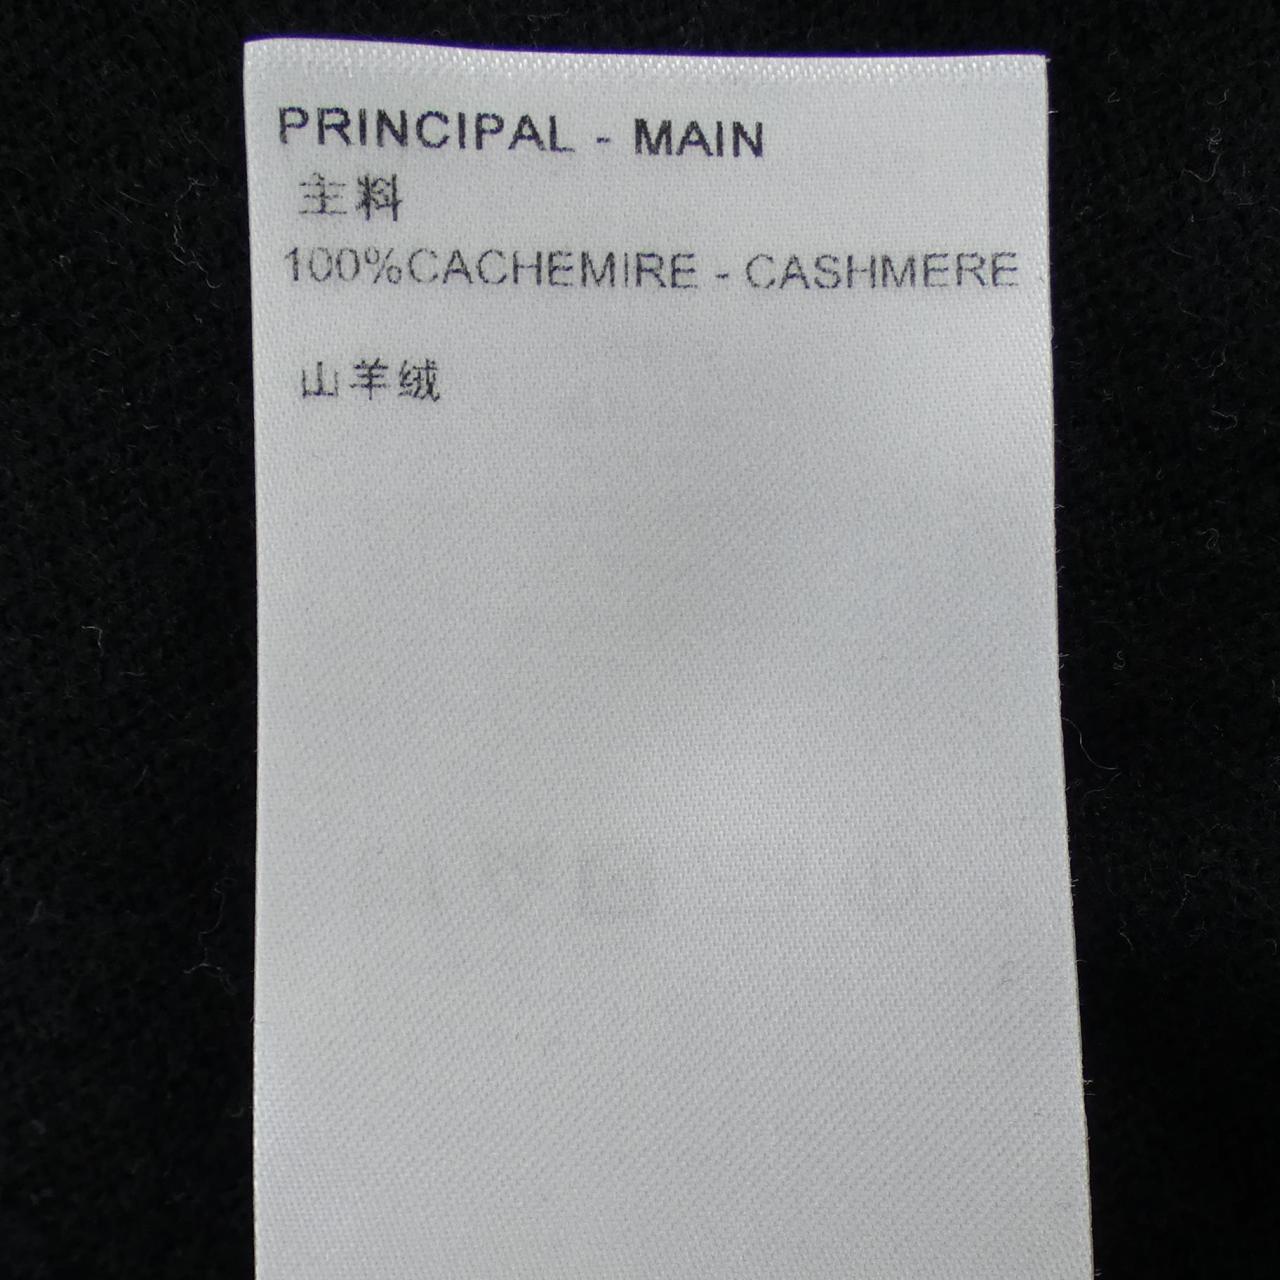 PRINCIPAL - MAIN
主料
100%CACHEMIRE - CASHMERE
山羊绒